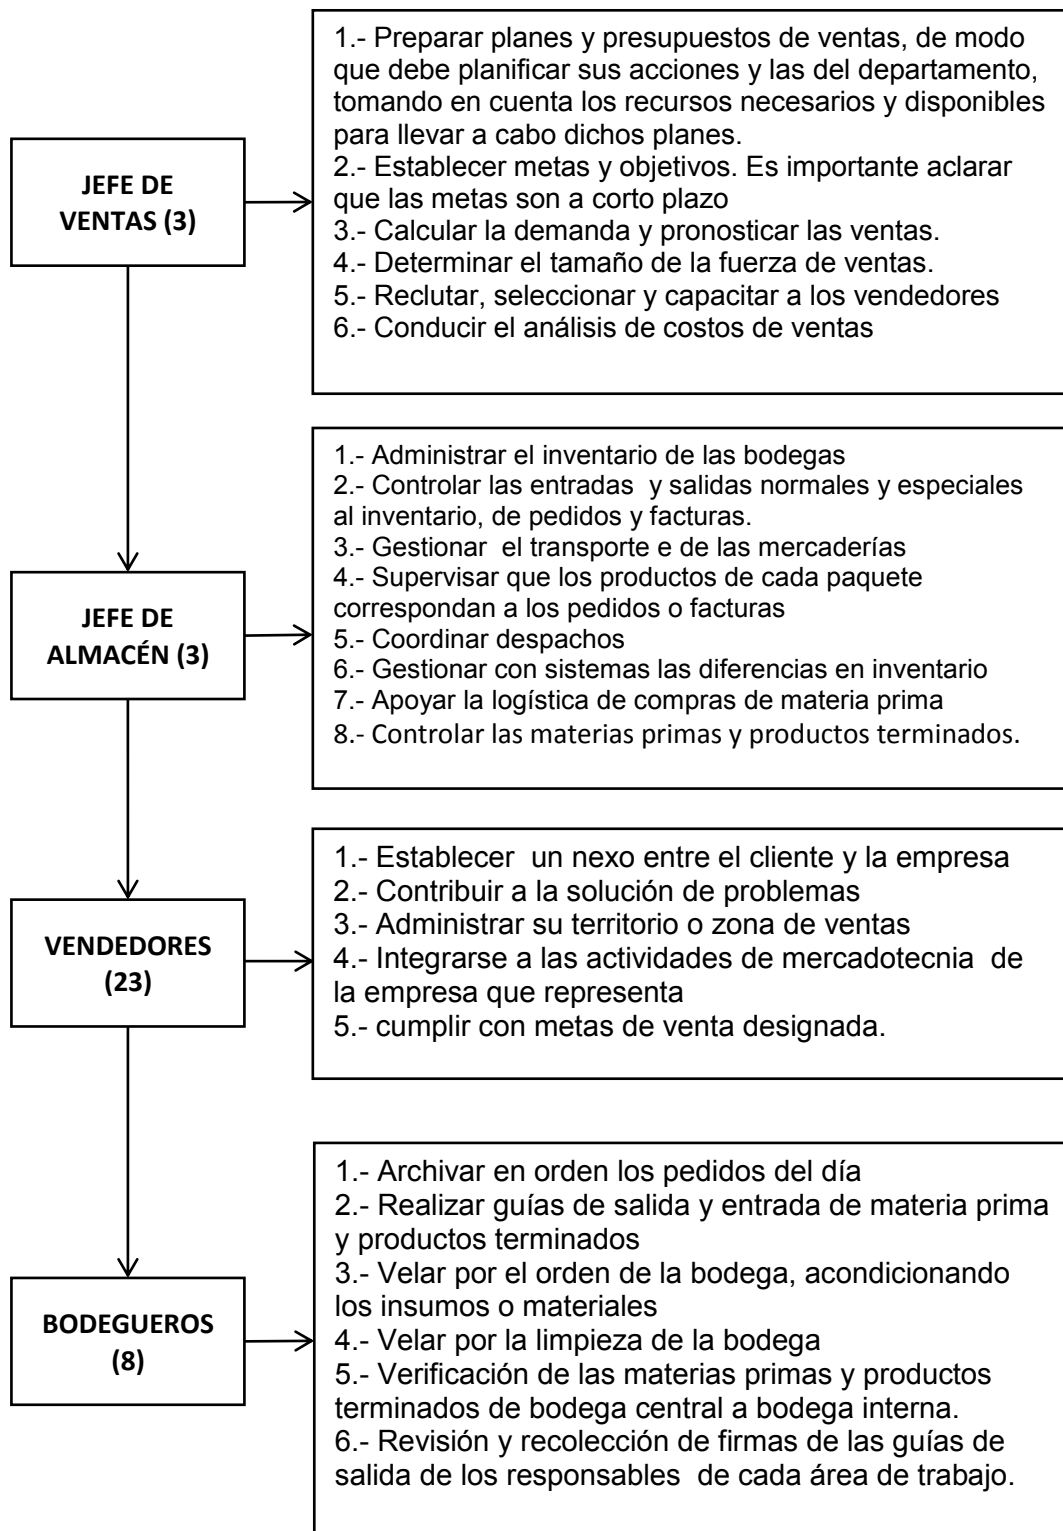 JEFE DE
VENTAS (3)
1.- Preparar planes y presupuestos de ventas, de modo
que debe planificar sus acciones y las del departamento,
tomando en cuenta los recursos necesarios y disponibles
para llevar a cabo dichos planes.
2.- Establecer metas y objetivos. Es importante aclarar
que las metas son a corto plazo
3.- Calcular la demanda y pronosticar las ventas.
4.- Determinar el tamaño de la fuerza de ventas.
5.- Reclutar, seleccionar y capacitar a los vendedores
6.- Conducir el análisis de costos de ventas
JEFE DE
ALMACÉN (3)
1.- Administrar el inventario de las bodegas
2.- Controlar las entradas  y salidas normales y especiales
al inventario, de pedidos y facturas.
3.- Gestionar  el transporte e de las mercaderías
4.- Supervisar que los productos de cada paquete
correspondan a los pedidos o facturas
5.- Coordinar despachos
6.- Gestionar con sistemas las diferencias en inventario
7.- Apoyar la logística de compras de materia prima
8.- Controlar las materias primas y productos terminados.
VENDEDORES
(23)
1.- Establecer  un nexo entre el cliente y la empresa
2.- Contribuir a la solución de problemas
3.- Administrar su territorio o zona de ventas
4.- Integrarse a las actividades de mercadotecnia  de
la empresa que representa
5.- cumplir con metas de venta designada.
BODEGUEROS
(8)
1.- Archivar en orden los pedidos del día
2.- Realizar guías de salida y entrada de materia prima
y productos terminados
3.- Velar por el orden de la bodega, acondicionando
los insumos o materiales
4.- Velar por la limpieza de la bodega
5.- Verificación de las materias primas y productos
terminados de bodega central a bodega interna.
6.- Revisión y recolección de firmas de las guías de
salida de los responsables  de cada área de trabajo.